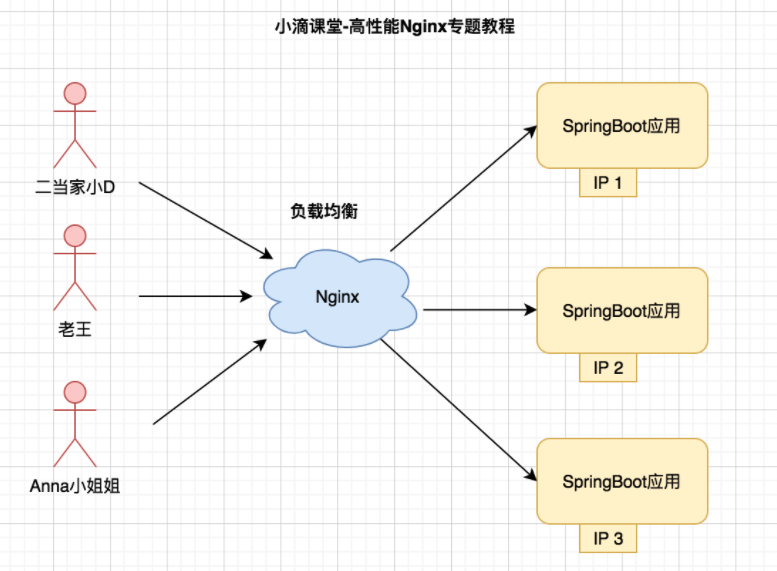 小滴课堂-高性能Nginx专题教程
二当家小D
老王
Anna小姐姐
负载均衡
Nginx
SpringBoot应用
IP 1
SpringBoot应用
IP 2
SpringBoot应用
IP 3